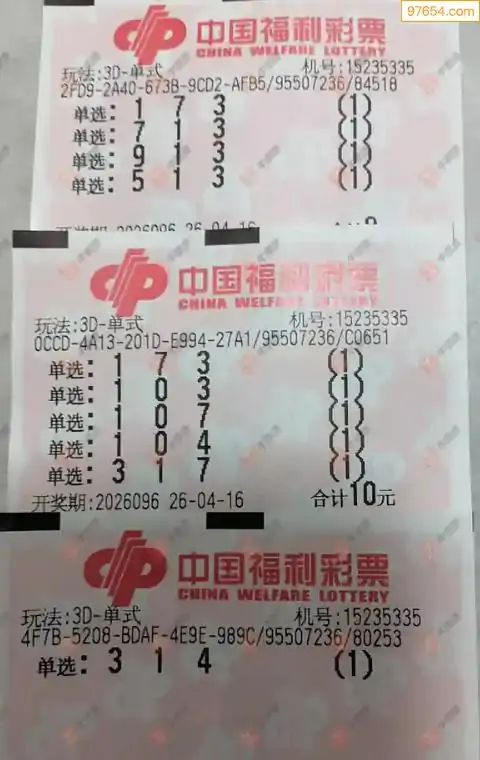 97654.com
中国福利彩票
CHINA WELFARE LOTTERY
玩法:3D-单式 机号:15235335
2FD9-2A40-673B-9CD2-AFB5/95507236/84518
单选: 1 7 3 (1)
单选: 7 1 3 (1)
单选: 9 1 3 (1)
单选: 5 1 3 (1)
开奖期:2026096 26-04-16
中国福利彩票
CHINA WELFARE LOTTERY
玩法:3D-单式 机号:15235335
0CCD-4A13-201D-E994-27A1/95507236/C0651
单选: 1 7 3 (1)
单选: 1 0 3 (1)
单选: 1 0 7 (1)
单选: 1 0 4 (1)
单选: 3 1 7 (1)
开奖期:2026096 26-04-16 合计10元
中国福利彩票
CHINA WELFARE LOTTERY
玩法:3D-单式 机号:15235335
4F7B-5208-BDAF-4E9E-989C/95507236/80253
单选: 3 1 4 (1)